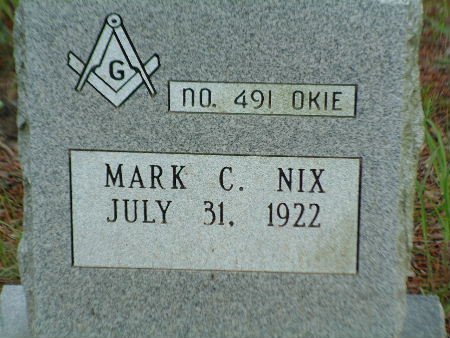 G
NO. 491 OKIE
MARK C. NIX
JULY 31, 1922